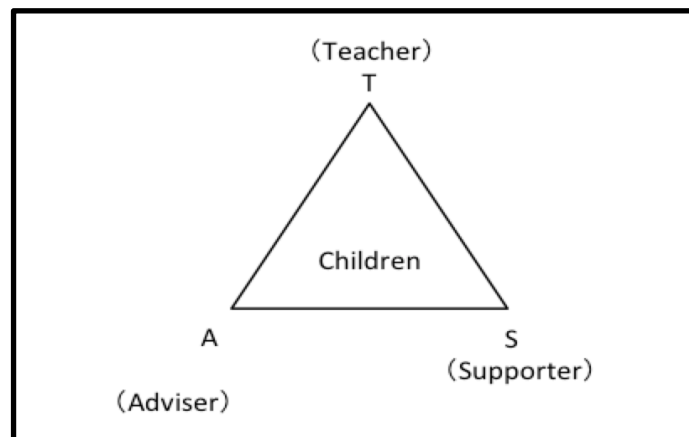 （Teacher）
T
Children
A
S
（Supporter）
（Adviser）